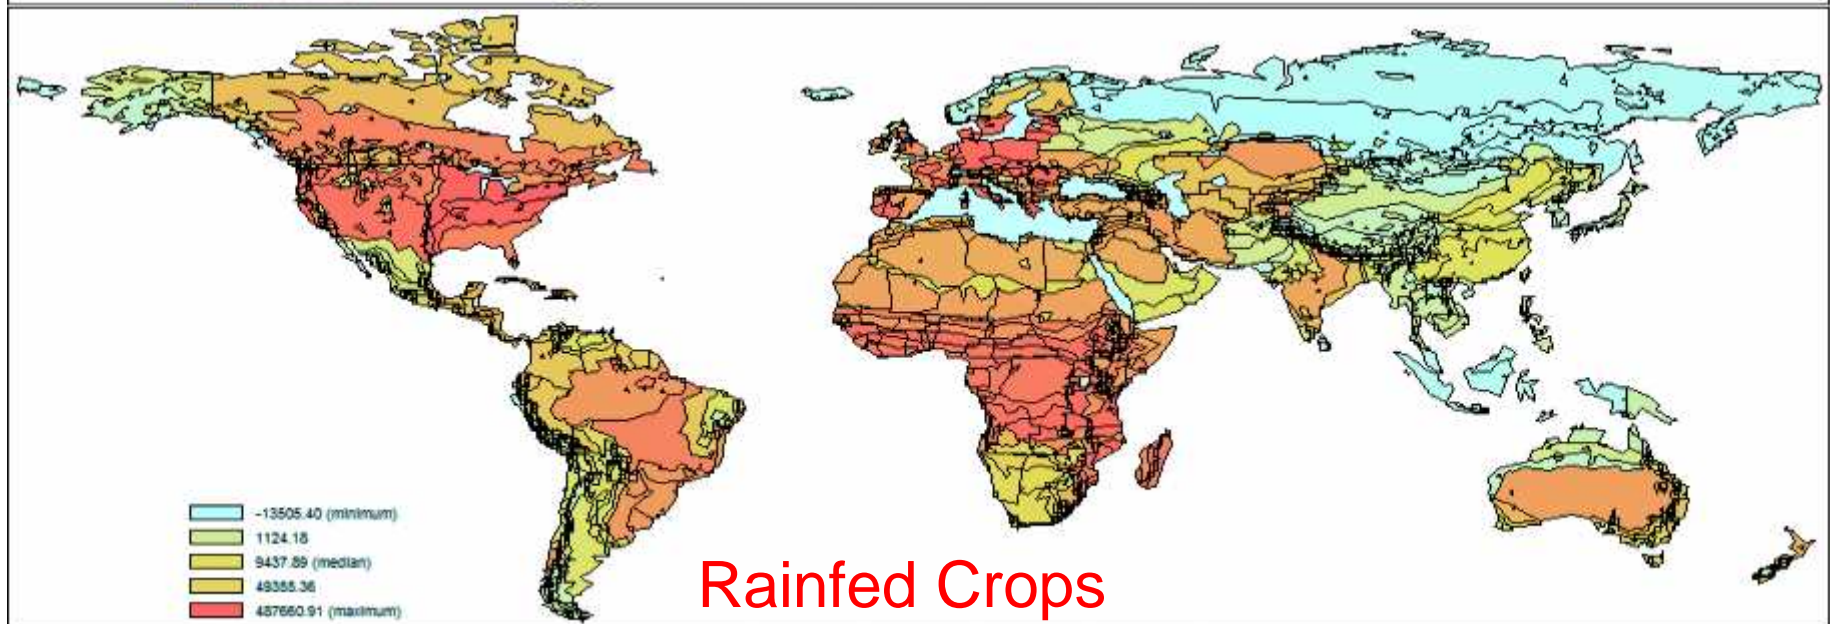 -13505.40 (minimum)
1124.18
9437.89 (median)
49355.36
487660.91 (maximum)
Rainfed Crops